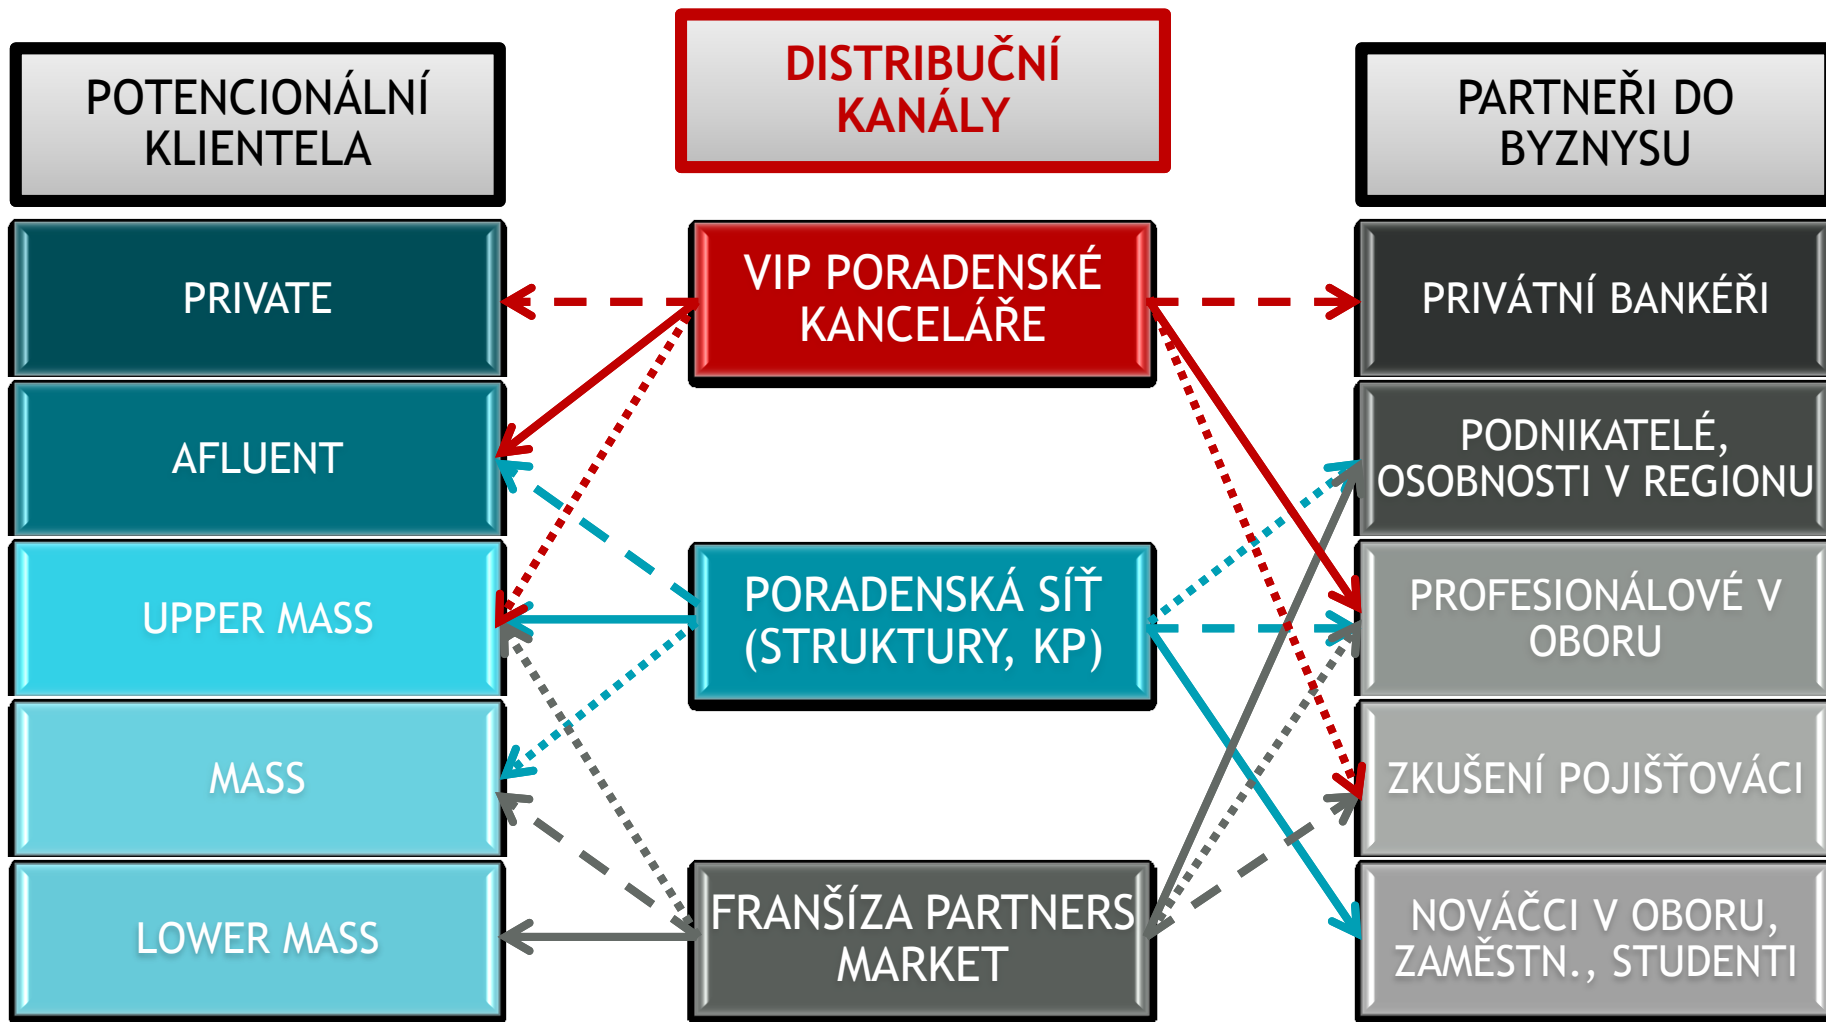 POTENCIONÁLNÍ
KLIENTELA
DISTRIBUČNÍ
KANÁLY
PARTNEŘI DO
BYZNYSU
PRIVATE
VIP PORADENSKÉ
KANCELÁŘE
PRIVÁTNÍ BANKÉŘI
AFLUENT
PODNIKATELÉ,
OSOBNOSTI V REGIONU
UPPER MASS
PORADENSKÁ SÍŤ
(STRUKTURY, KP)
PROFESIONÁLOVÉ V
OBORU
MASS
ZKUŠENÍ POJIŠŤOVÁCI
LOWER MASS
FRANŠÍZA PARTNERS
MARKET
NOVÁČCI V OBORU,
ZAMĚSTN., STUDENTI